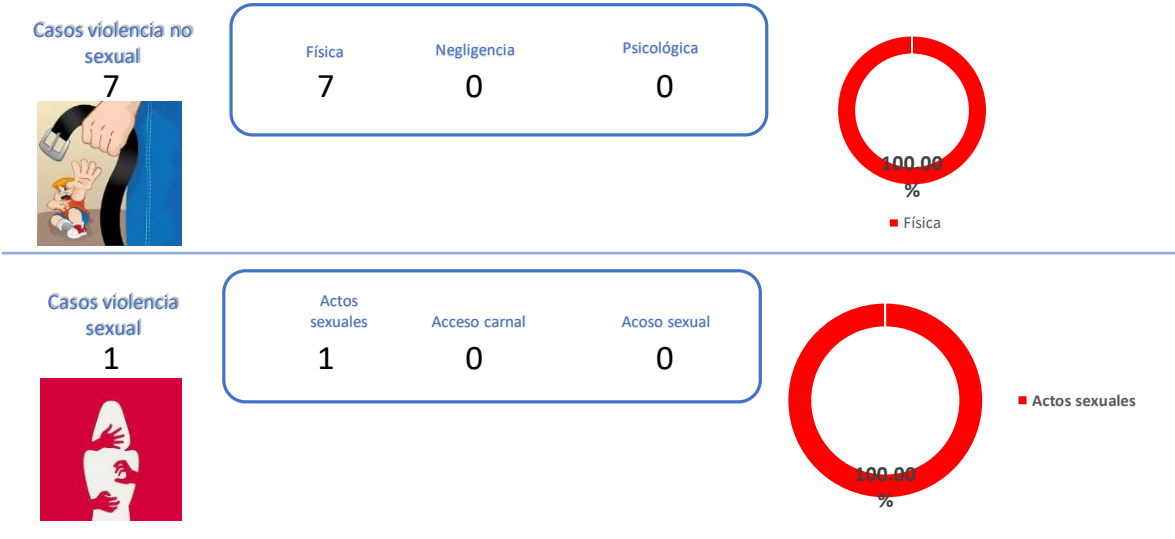 Casos violencia no
sexual
7
Física
Negligencia
Psicológica
7
0
0
100.00
%
Física
Casos violencia
sexual
1
Actos
sexuales
Acceso carnal
Acoso sexual
1
0
0
100.00
%
Actos sexuales